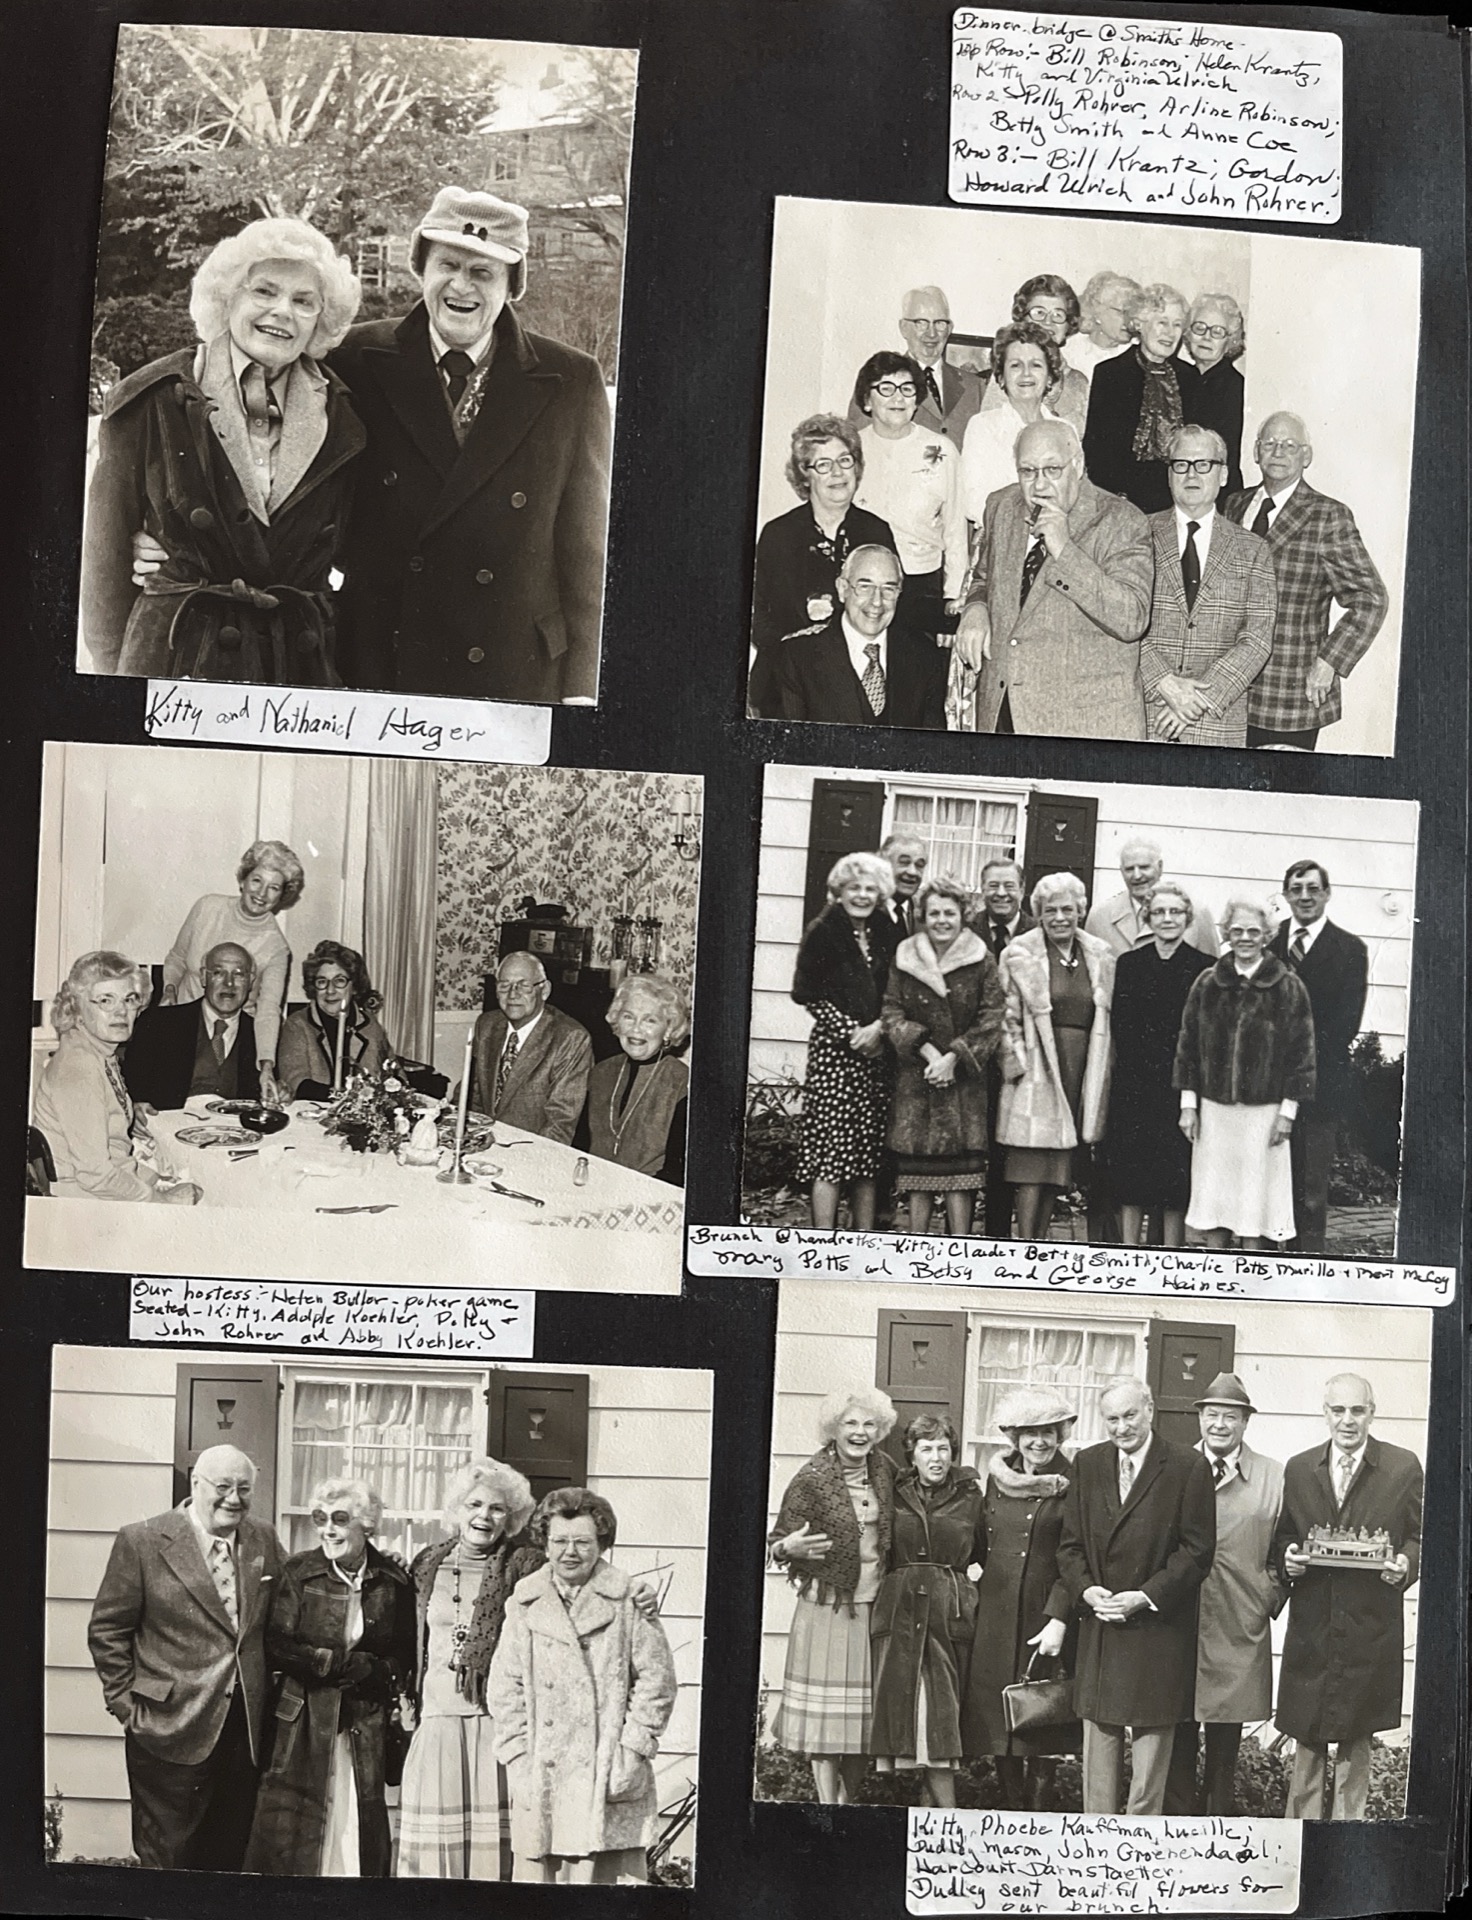 Dinner-bridge @ Smith's Home-
Top Row:- Bill Robinson; Helen Krantz,
Kitty and Virginia Ulrich
Row 2:- Polly Rohrer, Arline Robinson;
Betty Smith and Anne Coe
Row 3:- Bill Krantz; Gordon;
Howard Ulrich and John Rohrer.
Kitty and Nathaniel Hager
Our hostess:- Helen Butler - poker game
Seated - Kitty, Adolple Koehler, Polly +
John Rohrer and Abby Koehler.
Brunch @ Landreths:- Kitty; Claude + Betty Smith; Charlie Potts, Murillo + Mort McCoy
Mary Potts and Betsy and George Haines.
Kitty, Phoebe Kauffman, Lucille;
Dudley Mason, John Groenendaal;
Harcourt Darmstaetter.
Dudley sent beautiful flowers for
our brunch.